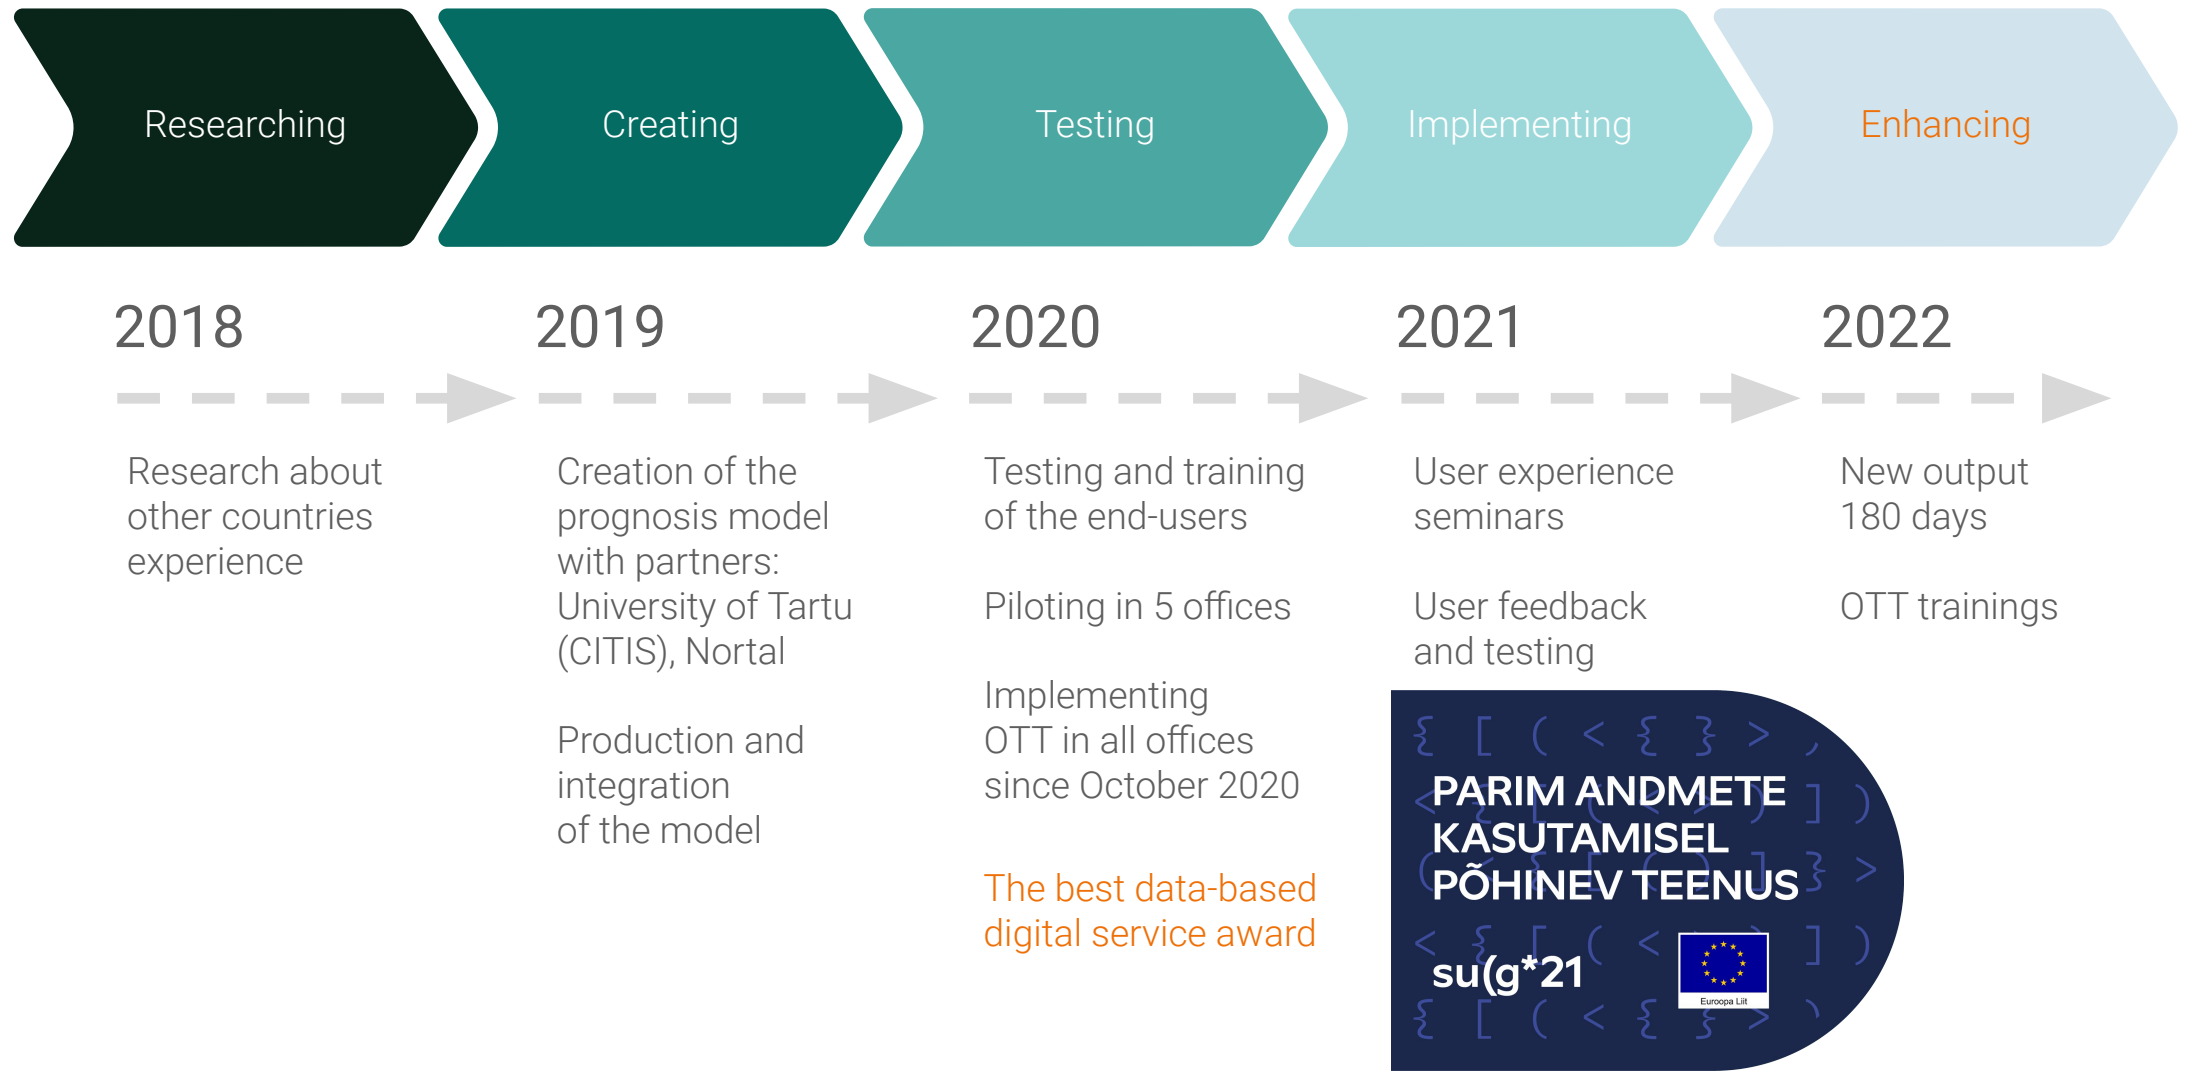 Researching
Creating
Testing
Implementing
Enhancing
2018
2019
2020
2021
2022
Research about
other countries
experience
Creation of the
prognosis model
with partners:
University of Tartu
(CITIS), Nortal
Production and
integration
of the model
Testing and training
of the end-users
Piloting in 5 offices
Implementing
OTT in all offices
since October 2020
The best data-based
digital service award
User experience
seminars
User feedback
and testing
PARIM ANDMETE
KASUTAMISEL
PÕHINEV TEENUS
su(g*21
Euroopa Liit
New output
180 days
OTT trainings